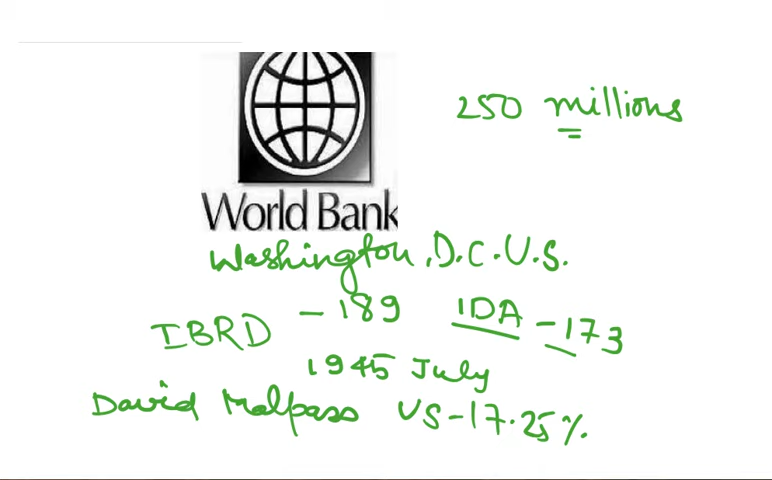 250 millions
World Bank
Washington, D.C. U.S.
IBRD - 189 IDA - 173
1945 July
David Malpass US - 17.25%